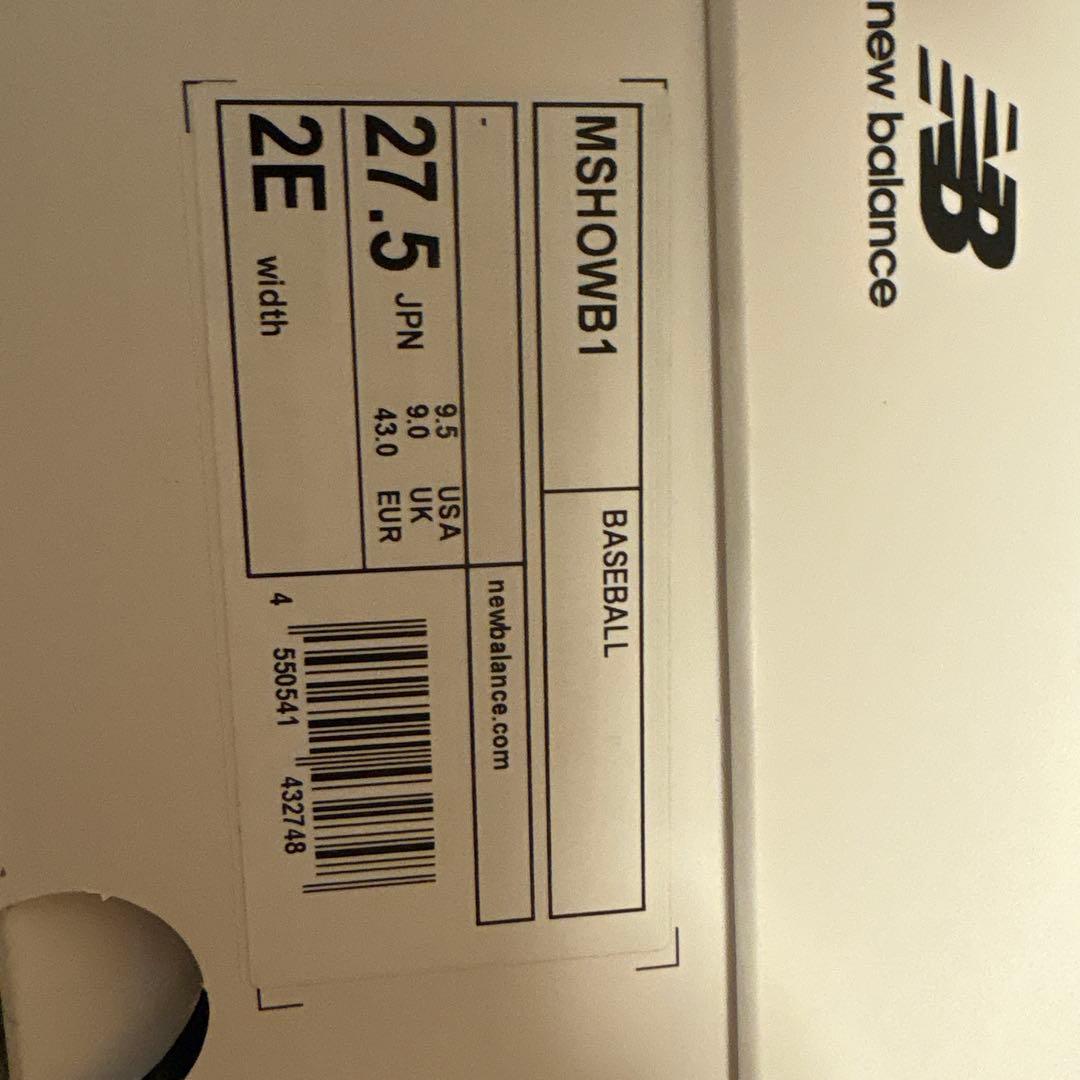 NB
new balance
MSHOWB1
BASEBALL
-
newbalance.com
27.5 JPN
9.5 USA
9.0 UK
43.0 EUR
2E width
4 550541 432748